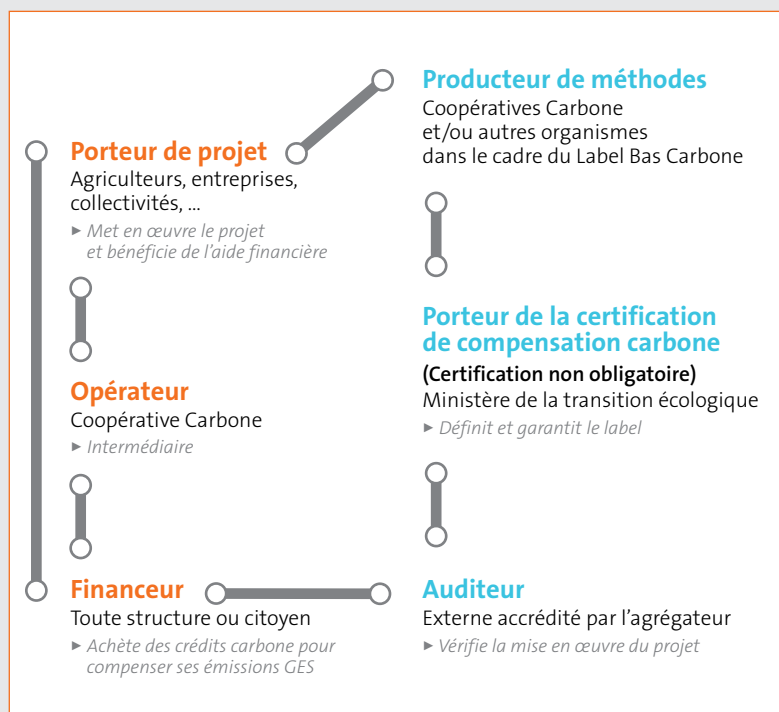 Porteur de projet
Agriculteurs, entreprises,
collectivités, ...
▸ Met en œuvre le projet
et bénéficie de l'aide financière
Opérateur
Coopérative Carbone
▸ Intermédiaire
Financeur
Toute structure ou citoyen
▸ Achète des crédits carbone pour
compenser ses émissions GES
Producteur de méthodes
Coopératives Carbone
et/ou autres organismes
dans le cadre du Label Bas Carbone
Porteur de la certification
de compensation carbone
(Certification non obligatoire)
Ministère de la transition écologique
▸ Définit et garantit le label
Auditeur
Externe accrédité par l'agrégateur
▸ Vérifie la mise en œuvre du projet